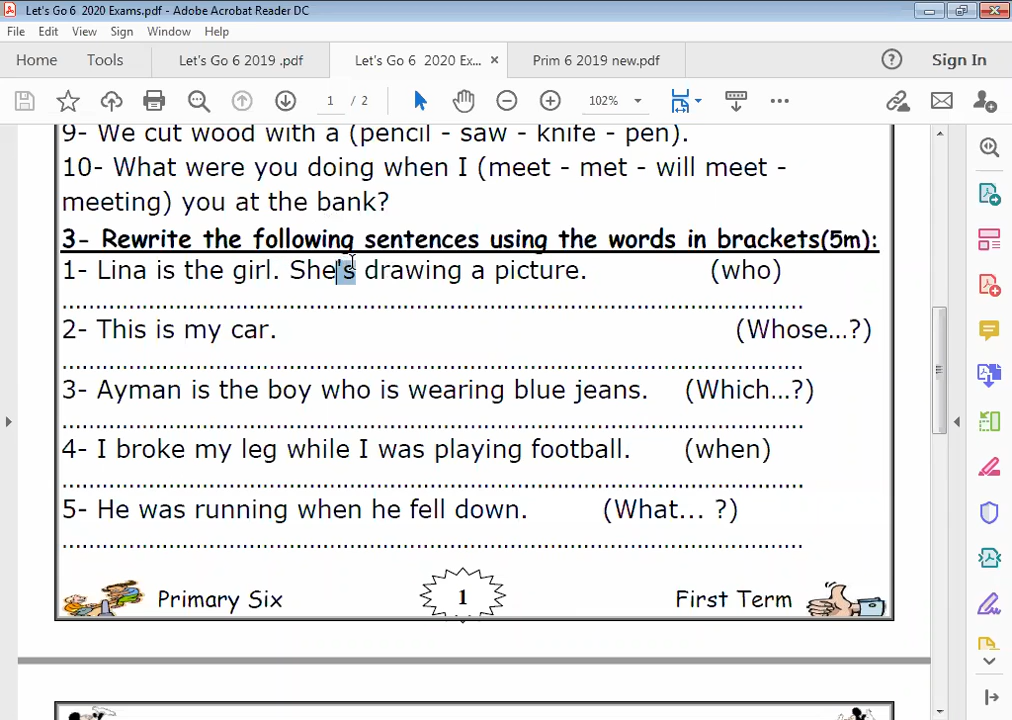 Let's Go 6  2020 Exams.pdf - Adobe Acrobat Reader DC
File Edit View Sign Window Help
Home Tools Let's Go 6 2019 .pdf Let's Go 6  2020 Ex... × Prim 6 2019 new.pdf Sign In
1 / 2 102%
9- We cut wood with a (pencil - saw - knife - pen).
10- What were you doing when I (meet - met - will meet -
meeting) you at the bank?
3- Rewrite the following sentences using the words in brackets(5m):
1- Lina is the girl. She's drawing a picture. (who)
....................................................................................
2- This is my car. (Whose...?)
....................................................................................
3- Ayman is the boy who is wearing blue jeans. (Which...?)
....................................................................................
4- I broke my leg while I was playing football. (when)
....................................................................................
5- He was running when he fell down. (What... ?)
....................................................................................
Primary Six 1 First Term